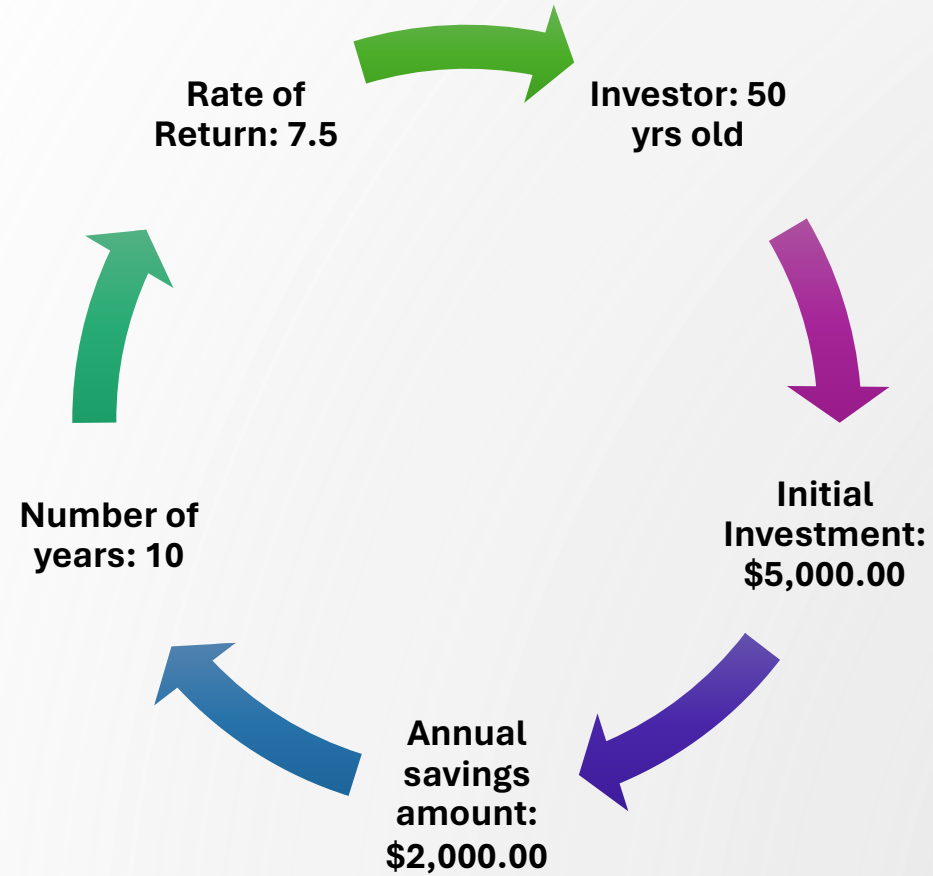 Rate of
Return: 7.5
Investor: 50
yrs old
Initial
Investment:
$5,000.00
Annual
savings
amount:
$2,000.00
Number of
years: 10